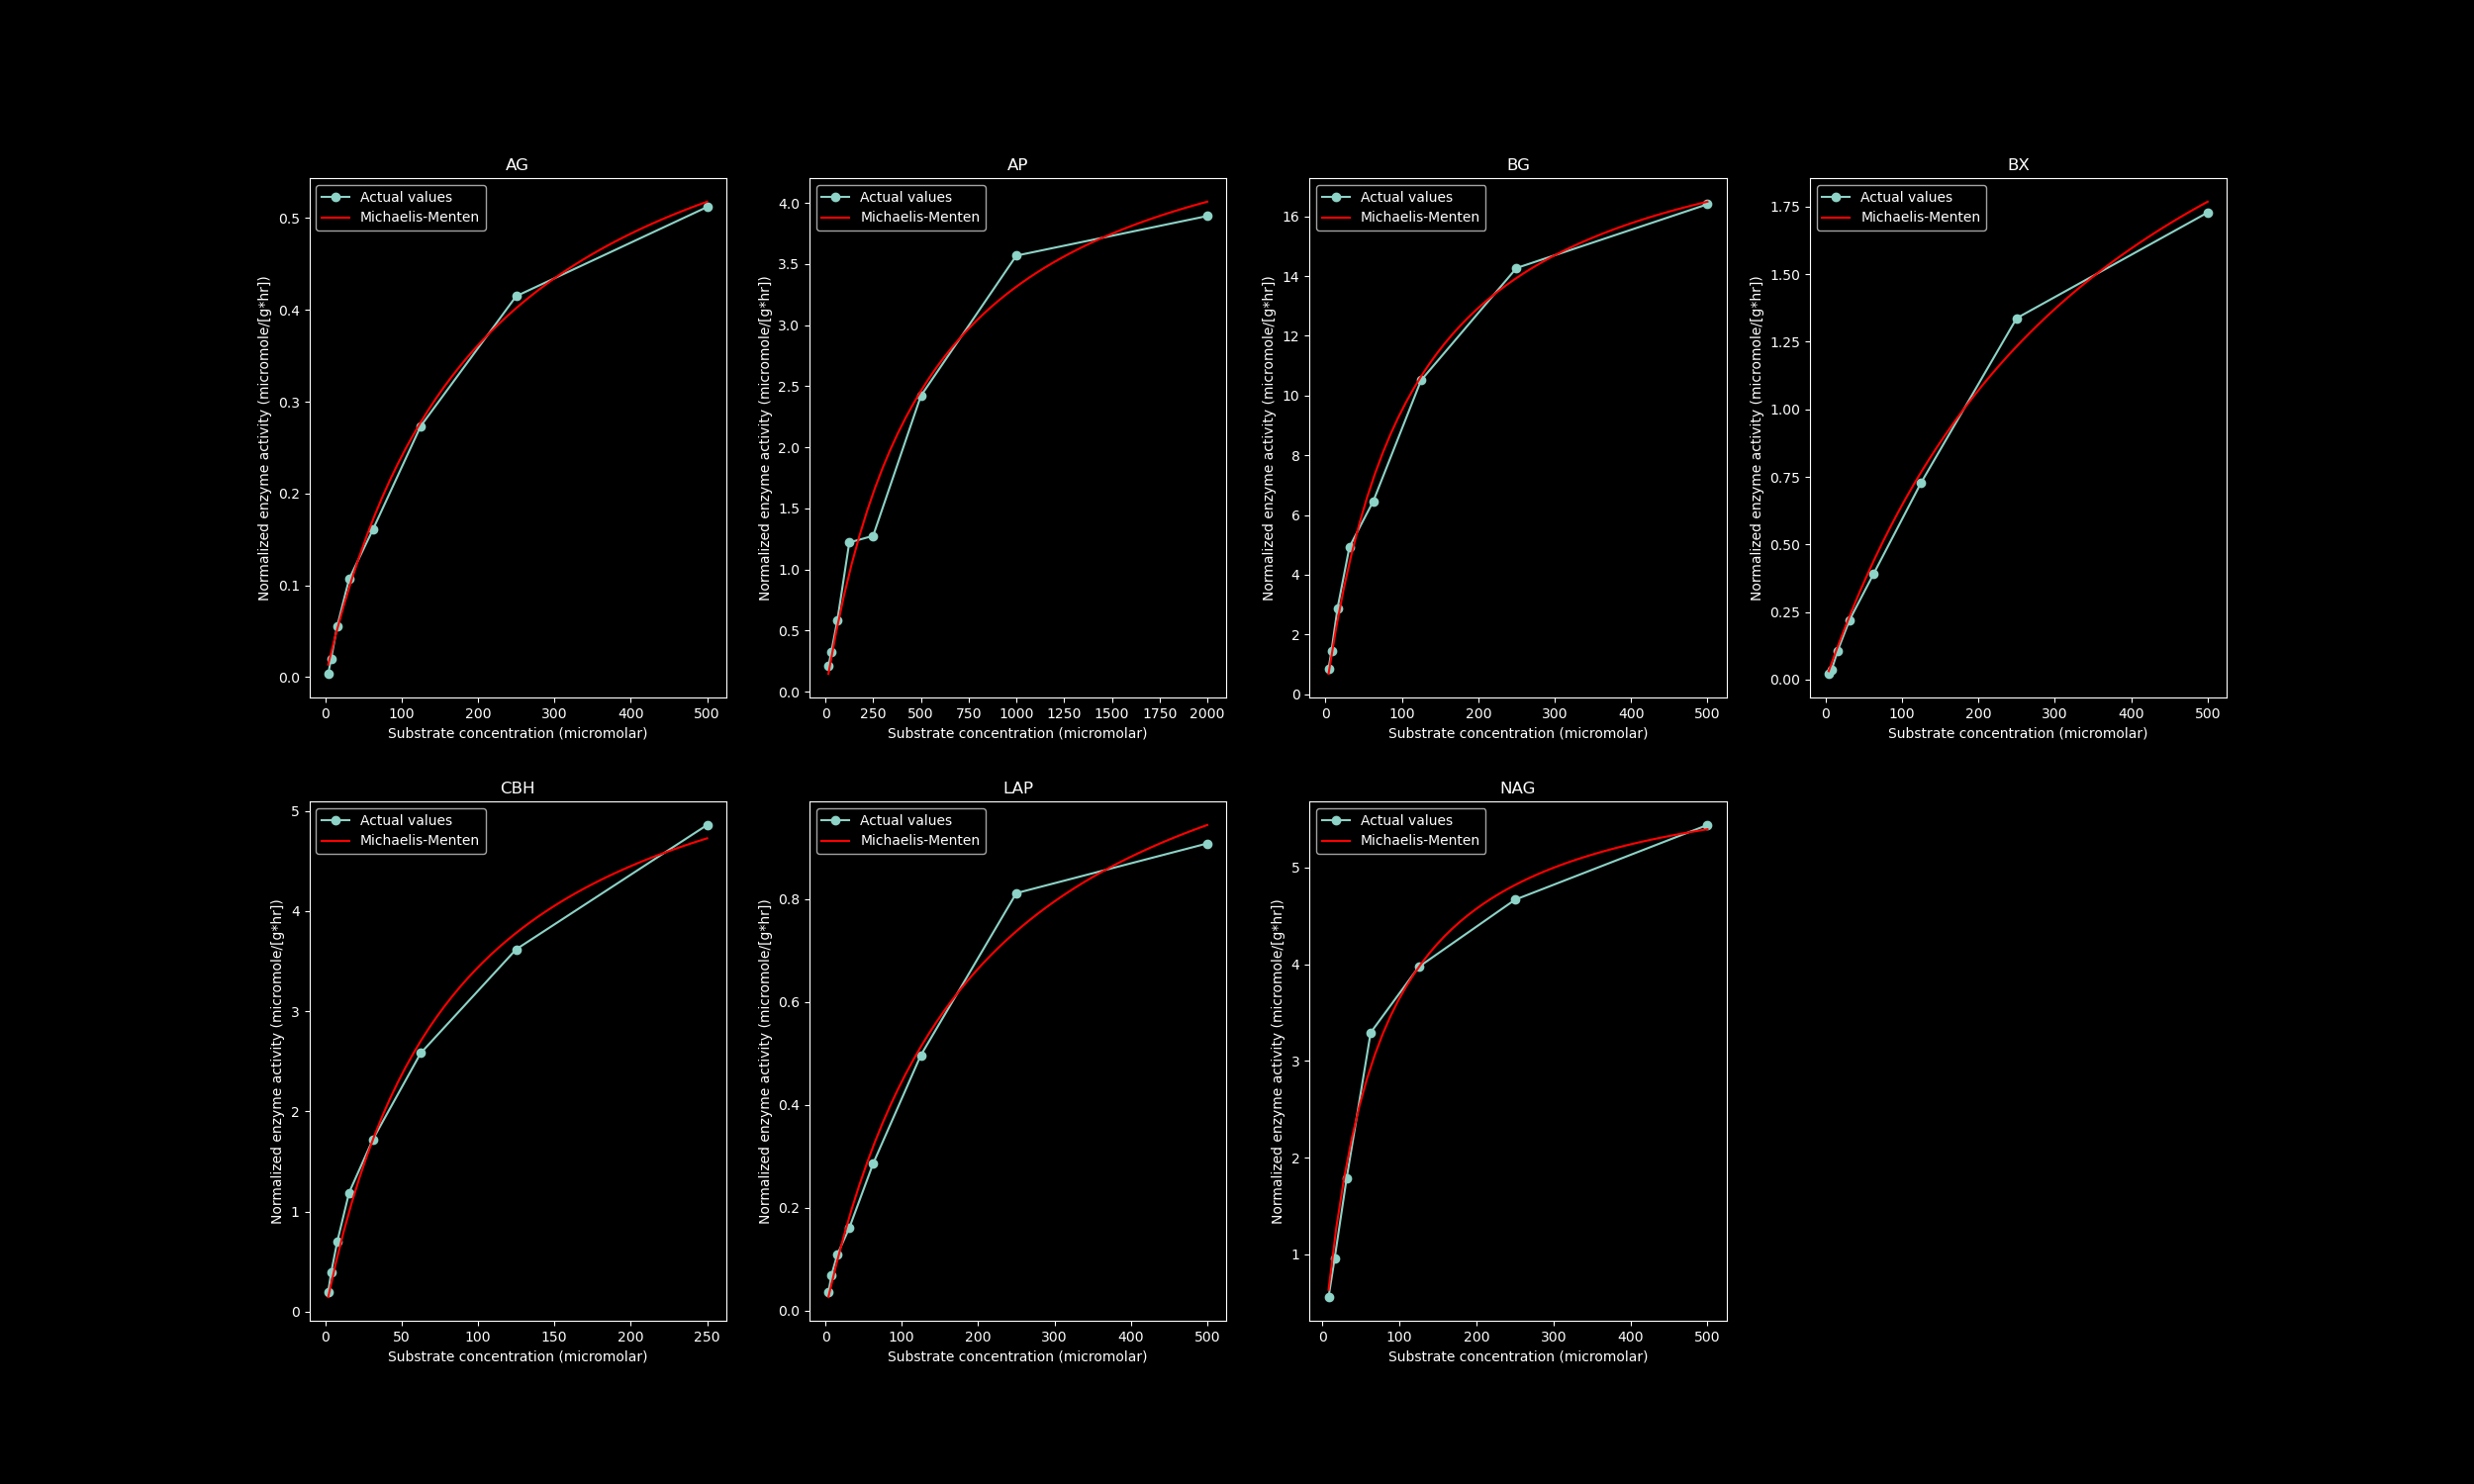 AG
Actual values
Michaelis-Menten
Normalized enzyme activity (micromole/[g*hr])
0.5
0.4
0.3
0.2
0.1
0.0
0 100 200 300 400 500
Substrate concentration (micromolar)
AP
Actual values
Michaelis-Menten
Normalized enzyme activity (micromole/[g*hr])
4.0
3.5
3.0
2.5
2.0
1.5
1.0
0.5
0.0
0 250 500 750 1000 1250 1500 1750 2000
Substrate concentration (micromolar)
BG
Actual values
Michaelis-Menten
Normalized enzyme activity (micromole/[g*hr])
16
14
12
10
8
6
4
2
0
0 100 200 300 400 500
Substrate concentration (micromolar)
BX
Actual values
Michaelis-Menten
Normalized enzyme activity (micromole/[g*hr])
1.75
1.50
1.25
1.00
0.75
0.50
0.25
0.00
0 100 200 300 400 500
Substrate concentration (micromolar)
CBH
Actual values
Michaelis-Menten
Normalized enzyme activity (micromole/[g*hr])
5
4
3
2
1
0
0 50 100 150 200 250
Substrate concentration (micromolar)
LAP
Actual values
Michaelis-Menten
Normalized enzyme activity (micromole/[g*hr])
0.8
0.6
0.4
0.2
0.0
0 100 200 300 400 500
Substrate concentration (micromolar)
NAG
Actual values
Michaelis-Menten
Normalized enzyme activity (micromole/[g*hr])
5
4
3
2
1
0 100 200 300 400 500
Substrate concentration (micromolar)